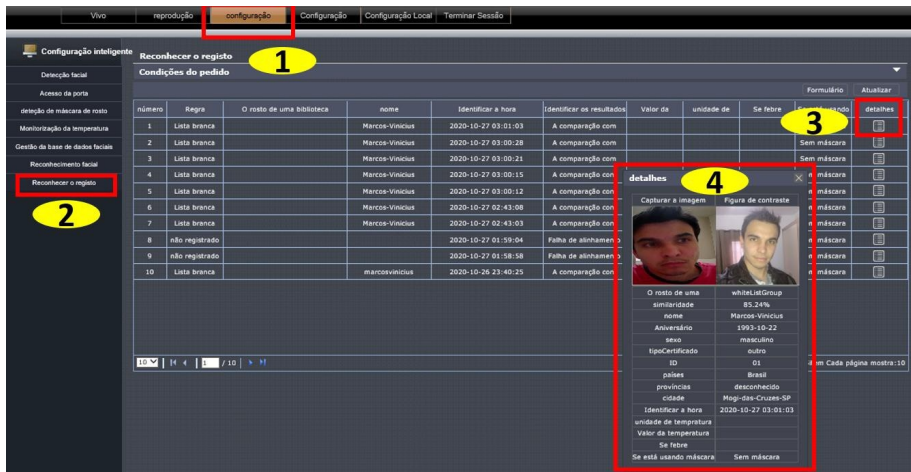 Vivo reprodução configuração Configuração Configuração Local Terminar Sessão
1
Configuração inteligente
Reconhecer o registo
Condições do pedido
Detecção facial
Acesso da porta
deteção de máscara de rosto
Monitorização da temperatura
Gestão da base de dados faciais
Reconhecimento facial
Reconhecer o registo
2
Formulário Atualizar
3
número Regra O rosto de uma biblioteca nome Identificar a hora Identificar os resultados Valor da unidade de Se febre usando detalhes
1 Lista branca Marcos-Vinicius 2020-10-27 03:01:03 A comparação com
2 Lista branca Marcos-Vinicius 2020-10-27 03:00:28 A comparação com Sem máscara
3 Lista branca Marcos-Vinicius 2020-10-27 03:00:21 A comparação com Sem máscara
4 Lista branca Marcos-Vinicius 2020-10-27 03:00:15 A comparação com máscara
5 Lista branca Marcos-Vinicius 2020-10-27 03:00:12 A comparação com máscara
6 Lista branca Marcos-Vinicius 2020-10-27 02:43:08 A comparação com máscara
7 Lista branca Marcos-Vinicius 2020-10-27 02:43:03 A comparação com máscara
8 não registrado 2020-10-27 01:59:04 Falha de alinhamento máscara
9 não registrado 2020-10-27 01:58:58 Falha de alinhamento máscara
10 Lista branca marcosvinicius 2020-10-26 23:40:25 A comparação com máscara
10 1 / 10
Cada página mostra:10
detalhes
4
Capturar a imagem Figura de contraste
O rosto de uma whiteListGroup
similaridade 85.24%
nome Marcos-Vinicius
Aniversário 1993-10-22
sexo masculino
tipoCertificado outro
ID 01
países Brasil
províncias desconhecido
cidade Mogi-das-Cruzes-SP
Identificar a hora 2020-10-27 03:01:03
unidade de tempratura
Valor da temperatura
Se febre
Se está usando máscara Sem máscara